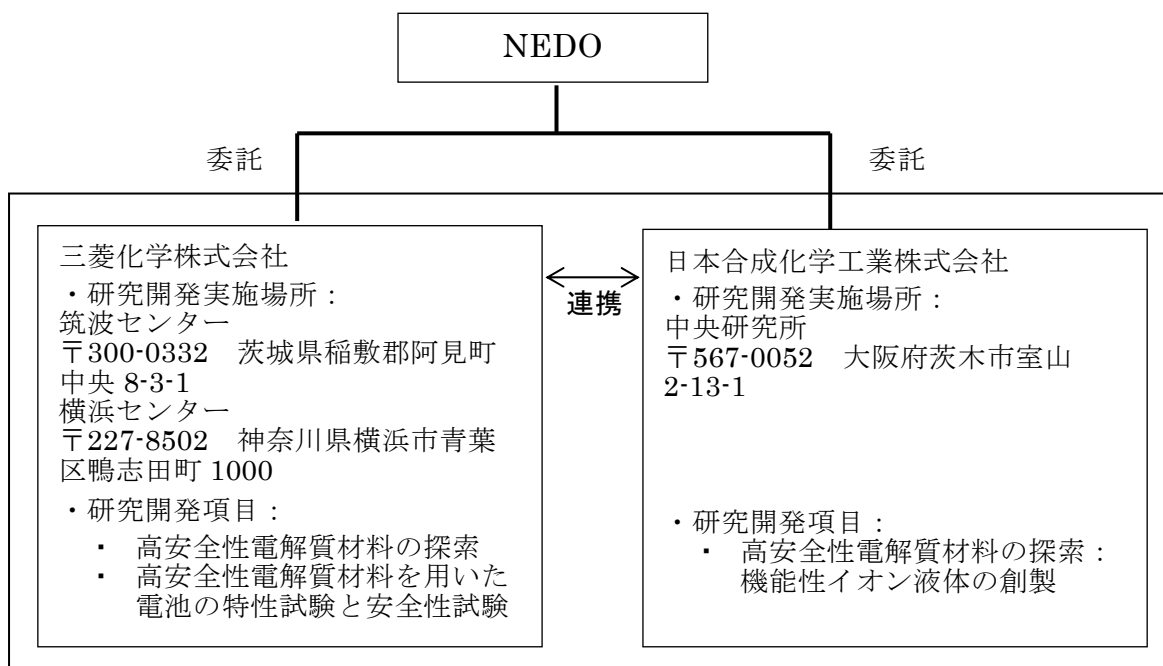 NEDO
委託
委託
三菱化学株式会社
・研究開発実施場所：
筑波センター
〒300-0332　茨城県稲敷郡阿見町
中央 8-3-1
横浜センター
〒227-8502　神奈川県横浜市青葉
区鴨志田町 1000
・研究開発項目：
・ 高安全性電解質材料の探索
・ 高安全性電解質材料を用いた
電池の特性試験と安全性試験
連携
日本合成化学工業株式会社
・研究開発実施場所：
中央研究所
〒567-0052　大阪府茨木市室山
2-13-1
・研究開発項目：
・ 高安全性電解質材料の探索：
機能性イオン液体の創製